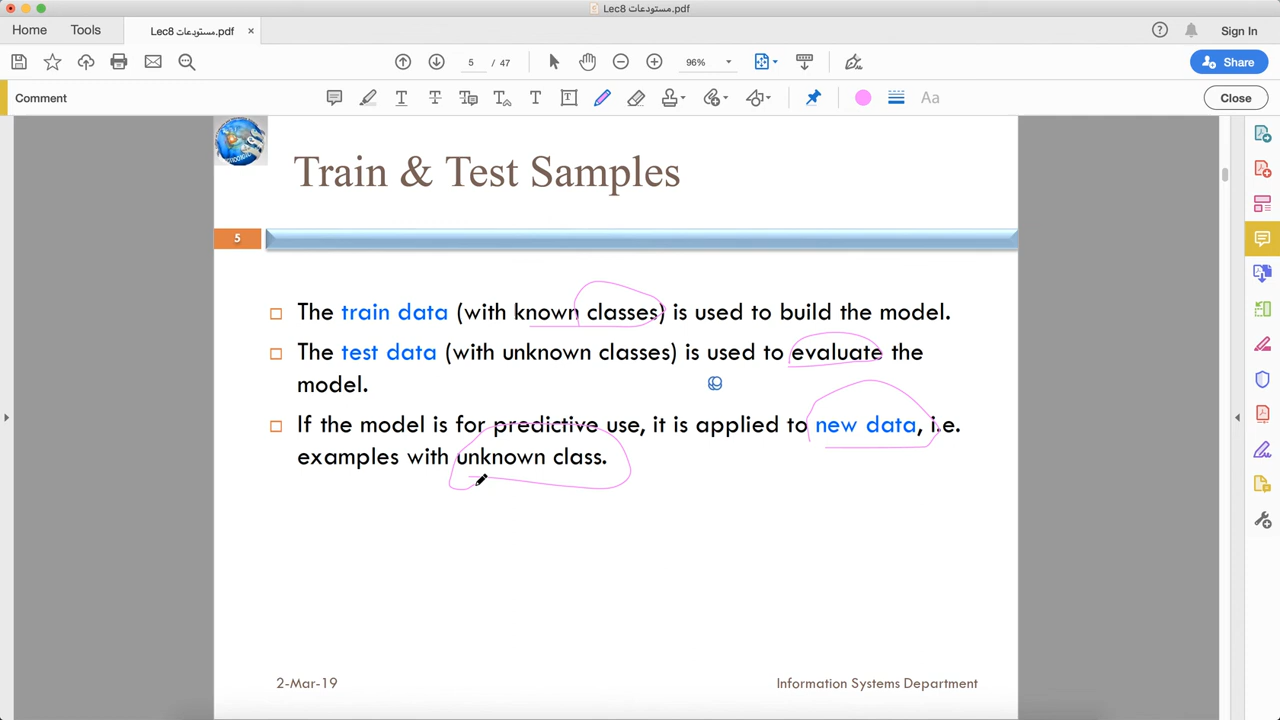 Lec8 مستودعات.pdf
Home
Tools
Lec8 مستودعات.pdf ×
Sign In
5 / 47
96%
Share
Comment
Aa
Close
Train & Test Samples
5
The train data (with known classes) is used to build the model.
The test data (with unknown classes) is used to evaluate the
model.
If the model is for predictive use, it is applied to new data, i.e.
examples with unknown class.
2-Mar-19
Information Systems Department